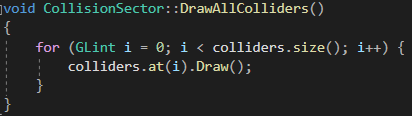 void CollisionSector::DrawAllColliders()
{
    for (GLint i = 0; i < colliders.size(); i++) {
        colliders.at(i).Draw();
    }
}